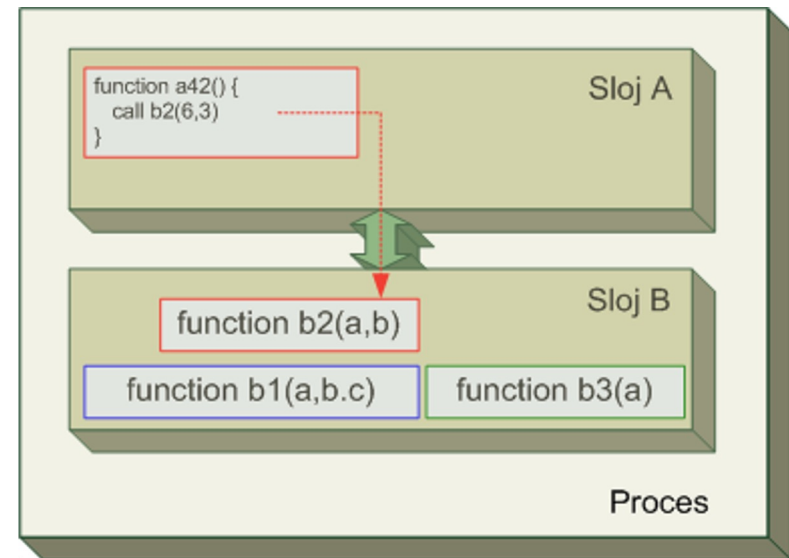 function a42() {
call b2(6,3)
}
Sloj A
Sloj B
function b2(a,b)
function b1(a,b.c)
function b3(a)
Proces